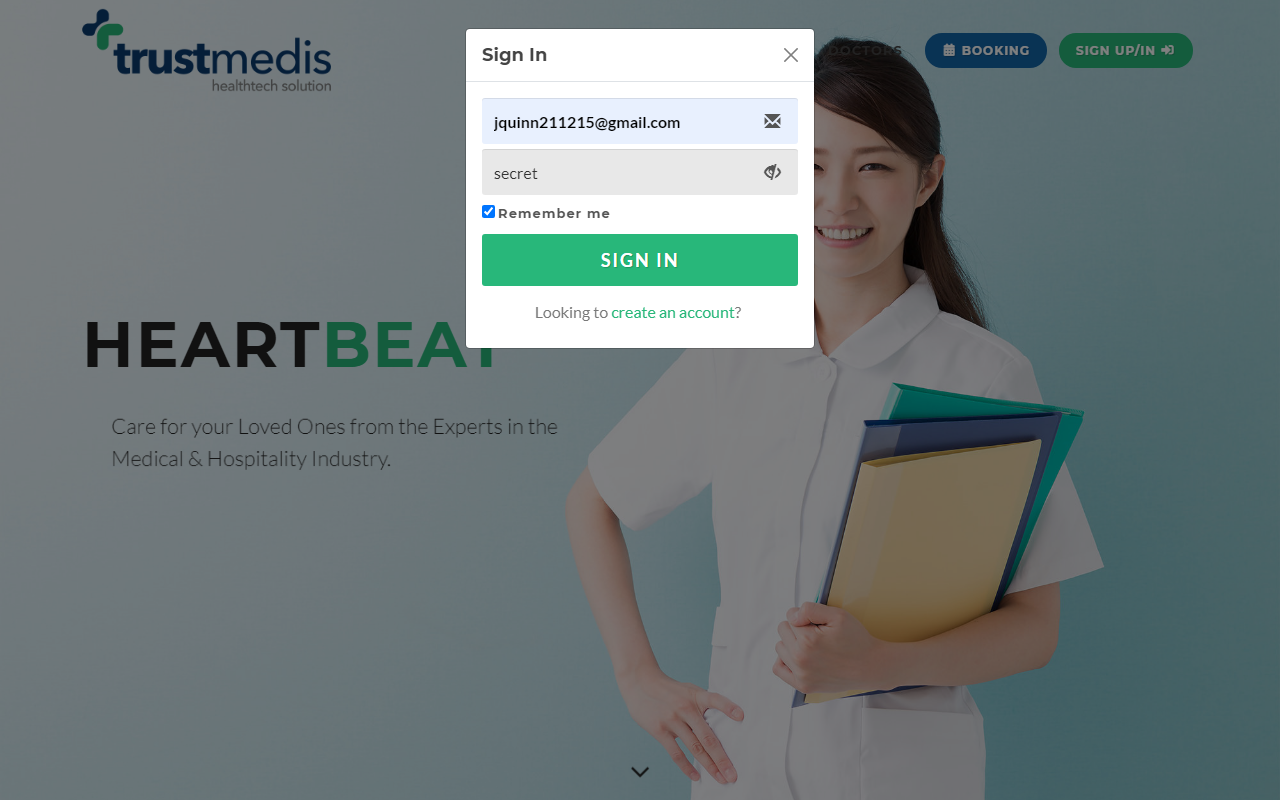 trustmedis
healthtech solution
DOCTORS
BOOKING
SIGN UP/IN
Sign In
jquinn211215@gmail.com
secret
Remember me
SIGN IN
Looking to create an account?
HEARTBEAT
Care for your Loved Ones from the Experts in the
Medical & Hospitality Industry.